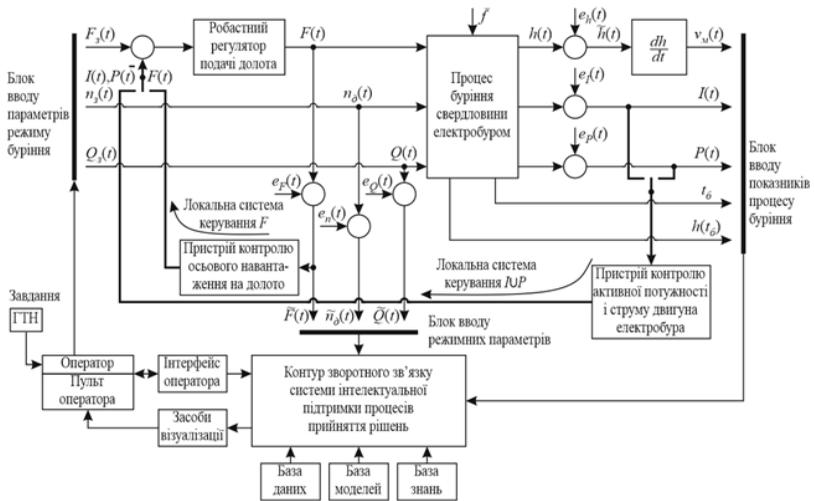 Блок
вводу
параметрів
режиму
буріння
Fз(t)
I(t),P(t)
F(t)
nз(t)
Qз(t)
Робастний
регулятор
подачі долота
F(t)
nд(t)
Q(t)
eF(t)
en(t)
eQ(t)
f
Процес
буріння
свердловини
електробуром
h(t)
eh(t)
h̃(t)
dh
dt
vм(t)
eI(t)
I(t)
eP(t)
P(t)
tб
h(tб)
Блок
вводу
показників
процесу
буріння
Локальна система
керування F
Пристрій контролю
осьового наванта-
ження на долото
Локальна система
керування I∪P
Пристрій контролю
активної потужності
і струму двигуна
електробура
F̃(t)
ñд(t)
Q̃(t)
Блок вводу
режимних параметрів
Завдання
ГТН
Оператор
Пульт
оператора
Інтерфейс
оператора
Засоби
візуалізації
Контур зворотного зв’язку
системи інтелектуальної
підтримки процесів
прийняття рішень
База
даних
База
моделей
База
знань